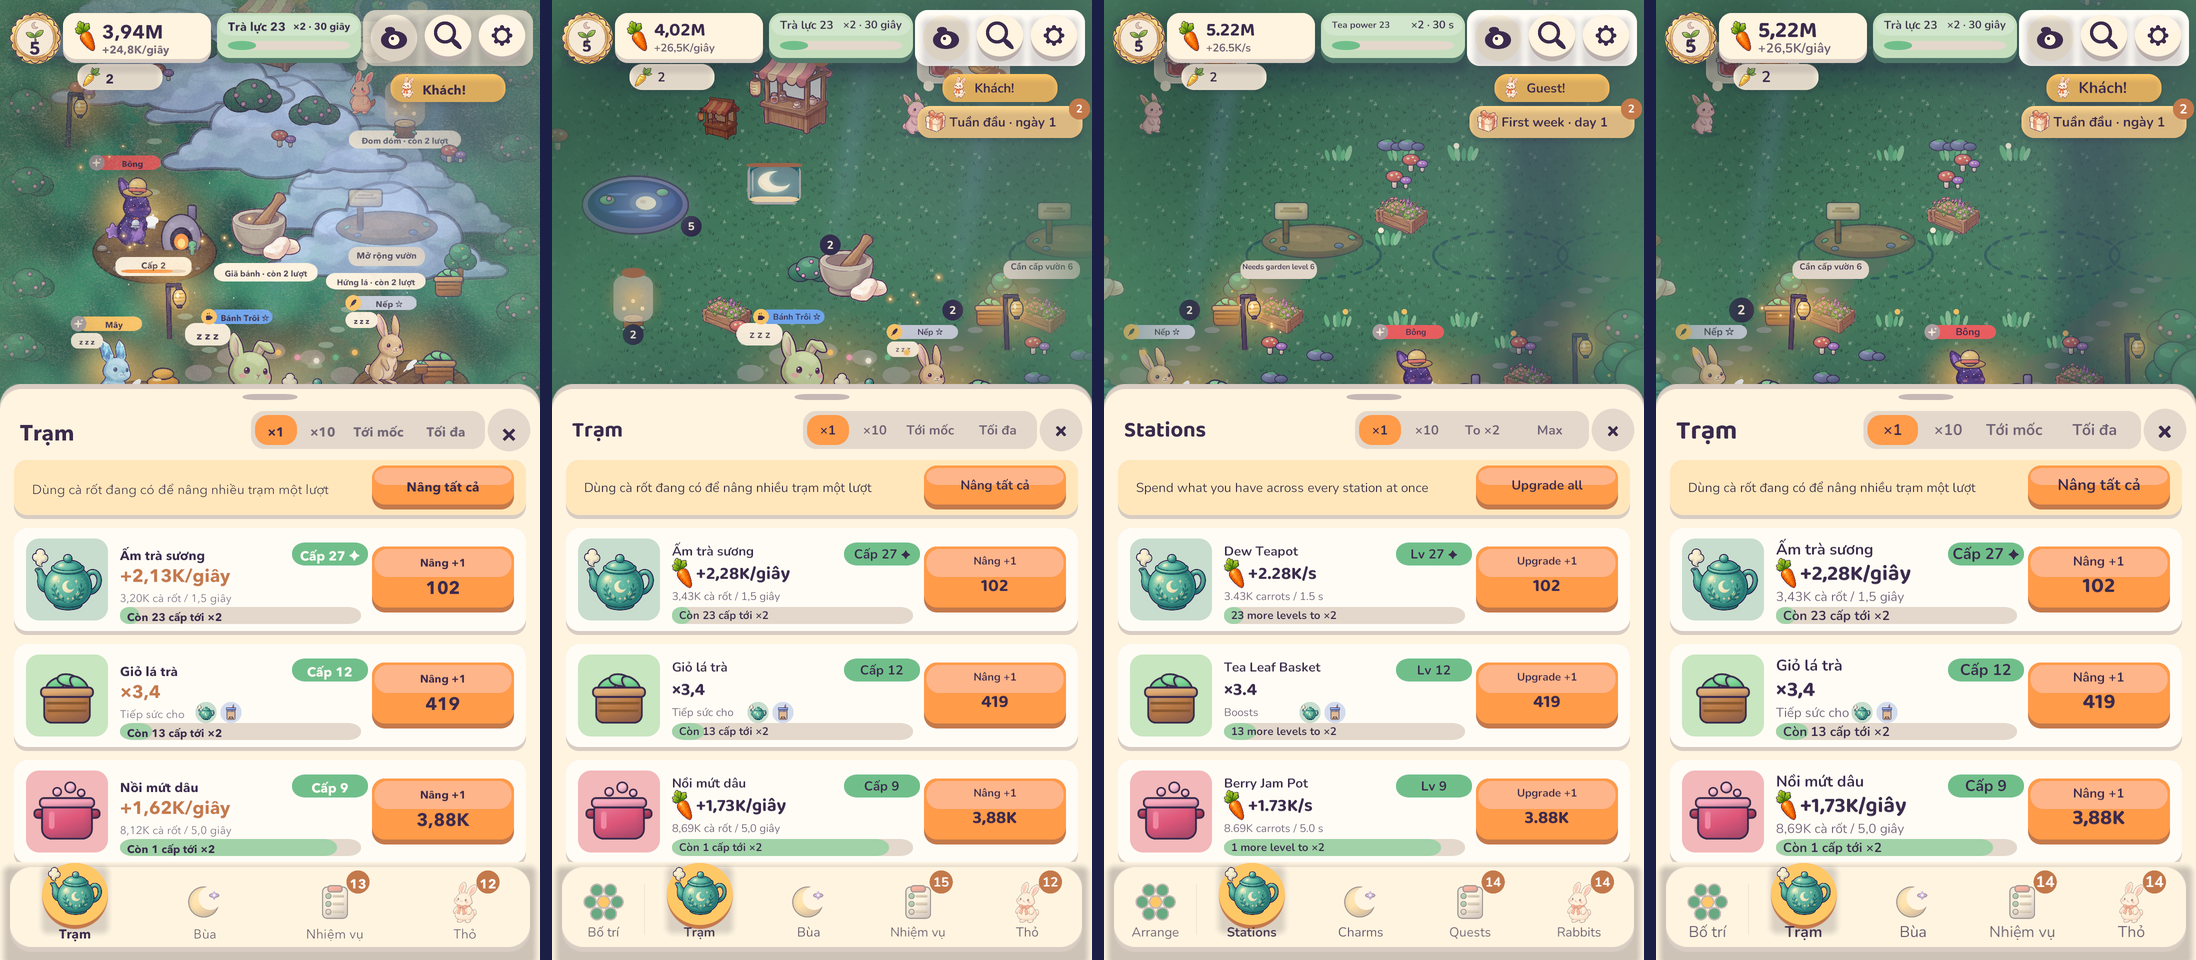 5
3,94M
+24,8K/giây
Trà lực 23 ×2 · 30 giây
2
Khách!
Đom đóm · còn 2 lượt
Bông
Cấp 2
Giã bánh · còn 2 lượt
Mở rộng vườn
Hứng lá · còn 2 lượt
Nếp ☆
z z z
Mây
z z z
Bánh Trôi ☆
z z z
Trạm
×1 ×10 Tới mốc Tối đa
Dùng cà rốt đang có để nâng nhiều trạm một lượt
Nâng tất cả
Ấm trà sương
Cấp 27 ✦
+2,13K/giây
3,20K cà rốt / 1,5 giây
Còn 23 cấp tới ×2
Nâng +1
102
Giỏ lá trà
Cấp 12
×3,4
Tiếp sức cho
Còn 13 cấp tới ×2
Nâng +1
419
Nồi mứt dâu
Cấp 9
+1,62K/giây
8,12K cà rốt / 5,0 giây
Còn 1 cấp tới ×2
Nâng +1
3,88K
Trạm
Bùa
13
Nhiệm vụ
12
Thỏ
5
4,02M
+26,5K/giây
Trà lực 23 ×2 · 30 giây
2
Khách!
Tuần đầu · ngày 1
2
5
2
Cần cấp vườn 6
2
2
Bánh Trôi ☆
z z z
Nếp ☆
z z z
Trạm
×1 ×10 Tới mốc Tối đa
Dùng cà rốt đang có để nâng nhiều trạm một lượt
Nâng tất cả
Ấm trà sương
Cấp 27 ✦
+2,28K/giây
3,43K cà rốt / 1,5 giây
Còn 23 cấp tới ×2
Nâng +1
102
Giỏ lá trà
Cấp 12
×3,4
Tiếp sức cho
Còn 13 cấp tới ×2
Nâng +1
419
Nồi mứt dâu
Cấp 9
+1,73K/giây
8,69K cà rốt / 5,0 giây
Còn 1 cấp tới ×2
Nâng +1
3,88K
Bố trí
Trạm
Bùa
15
Nhiệm vụ
12
Thỏ
5
5.22M
+26.5K/s
Tea power 23 ×2 · 30 s
2
Guest!
First week · day 1
2
Needs garden level 6
2
Nếp ☆
Bông
Stations
×1 ×10 To ×2 Max
Spend what you have across every station at once
Upgrade all
Dew Teapot
Lv 27 ✦
+2.28K/s
3.43K carrots / 1.5 s
23 more levels to ×2
Upgrade +1
102
Tea Leaf Basket
Lv 12
×3.4
Boosts
13 more levels to ×2
Upgrade +1
419
Berry Jam Pot
Lv 9
+1.73K/s
8.69K carrots / 5.0 s
1 more level to ×2
Upgrade +1
3.88K
Arrange
Stations
Charms
14
Quests
14
Rabbits
5
5,22M
+26,5K/giây
Trà lực 23 ×2 · 30 giây
2
Khách!
Tuần đầu · ngày 1
2
Cần cấp vườn 6
2
Nếp ☆
Bông
Trạm
×1 ×10 Tới mốc Tối đa
Dùng cà rốt đang có để nâng nhiều trạm một lượt
Nâng tất cả
Ấm trà sương
Cấp 27 ✦
+2,28K/giây
3,43K cà rốt / 1,5 giây
Còn 23 cấp tới ×2
Nâng +1
102
Giỏ lá trà
Cấp 12
×3,4
Tiếp sức cho
Còn 13 cấp tới ×2
Nâng +1
419
Nồi mứt dâu
Cấp 9
+1,73K/giây
8,69K cà rốt / 5,0 giây
Còn 1 cấp tới ×2
Nâng +1
3,88K
Bố trí
Trạm
Bùa
14
Nhiệm vụ
14
Thỏ